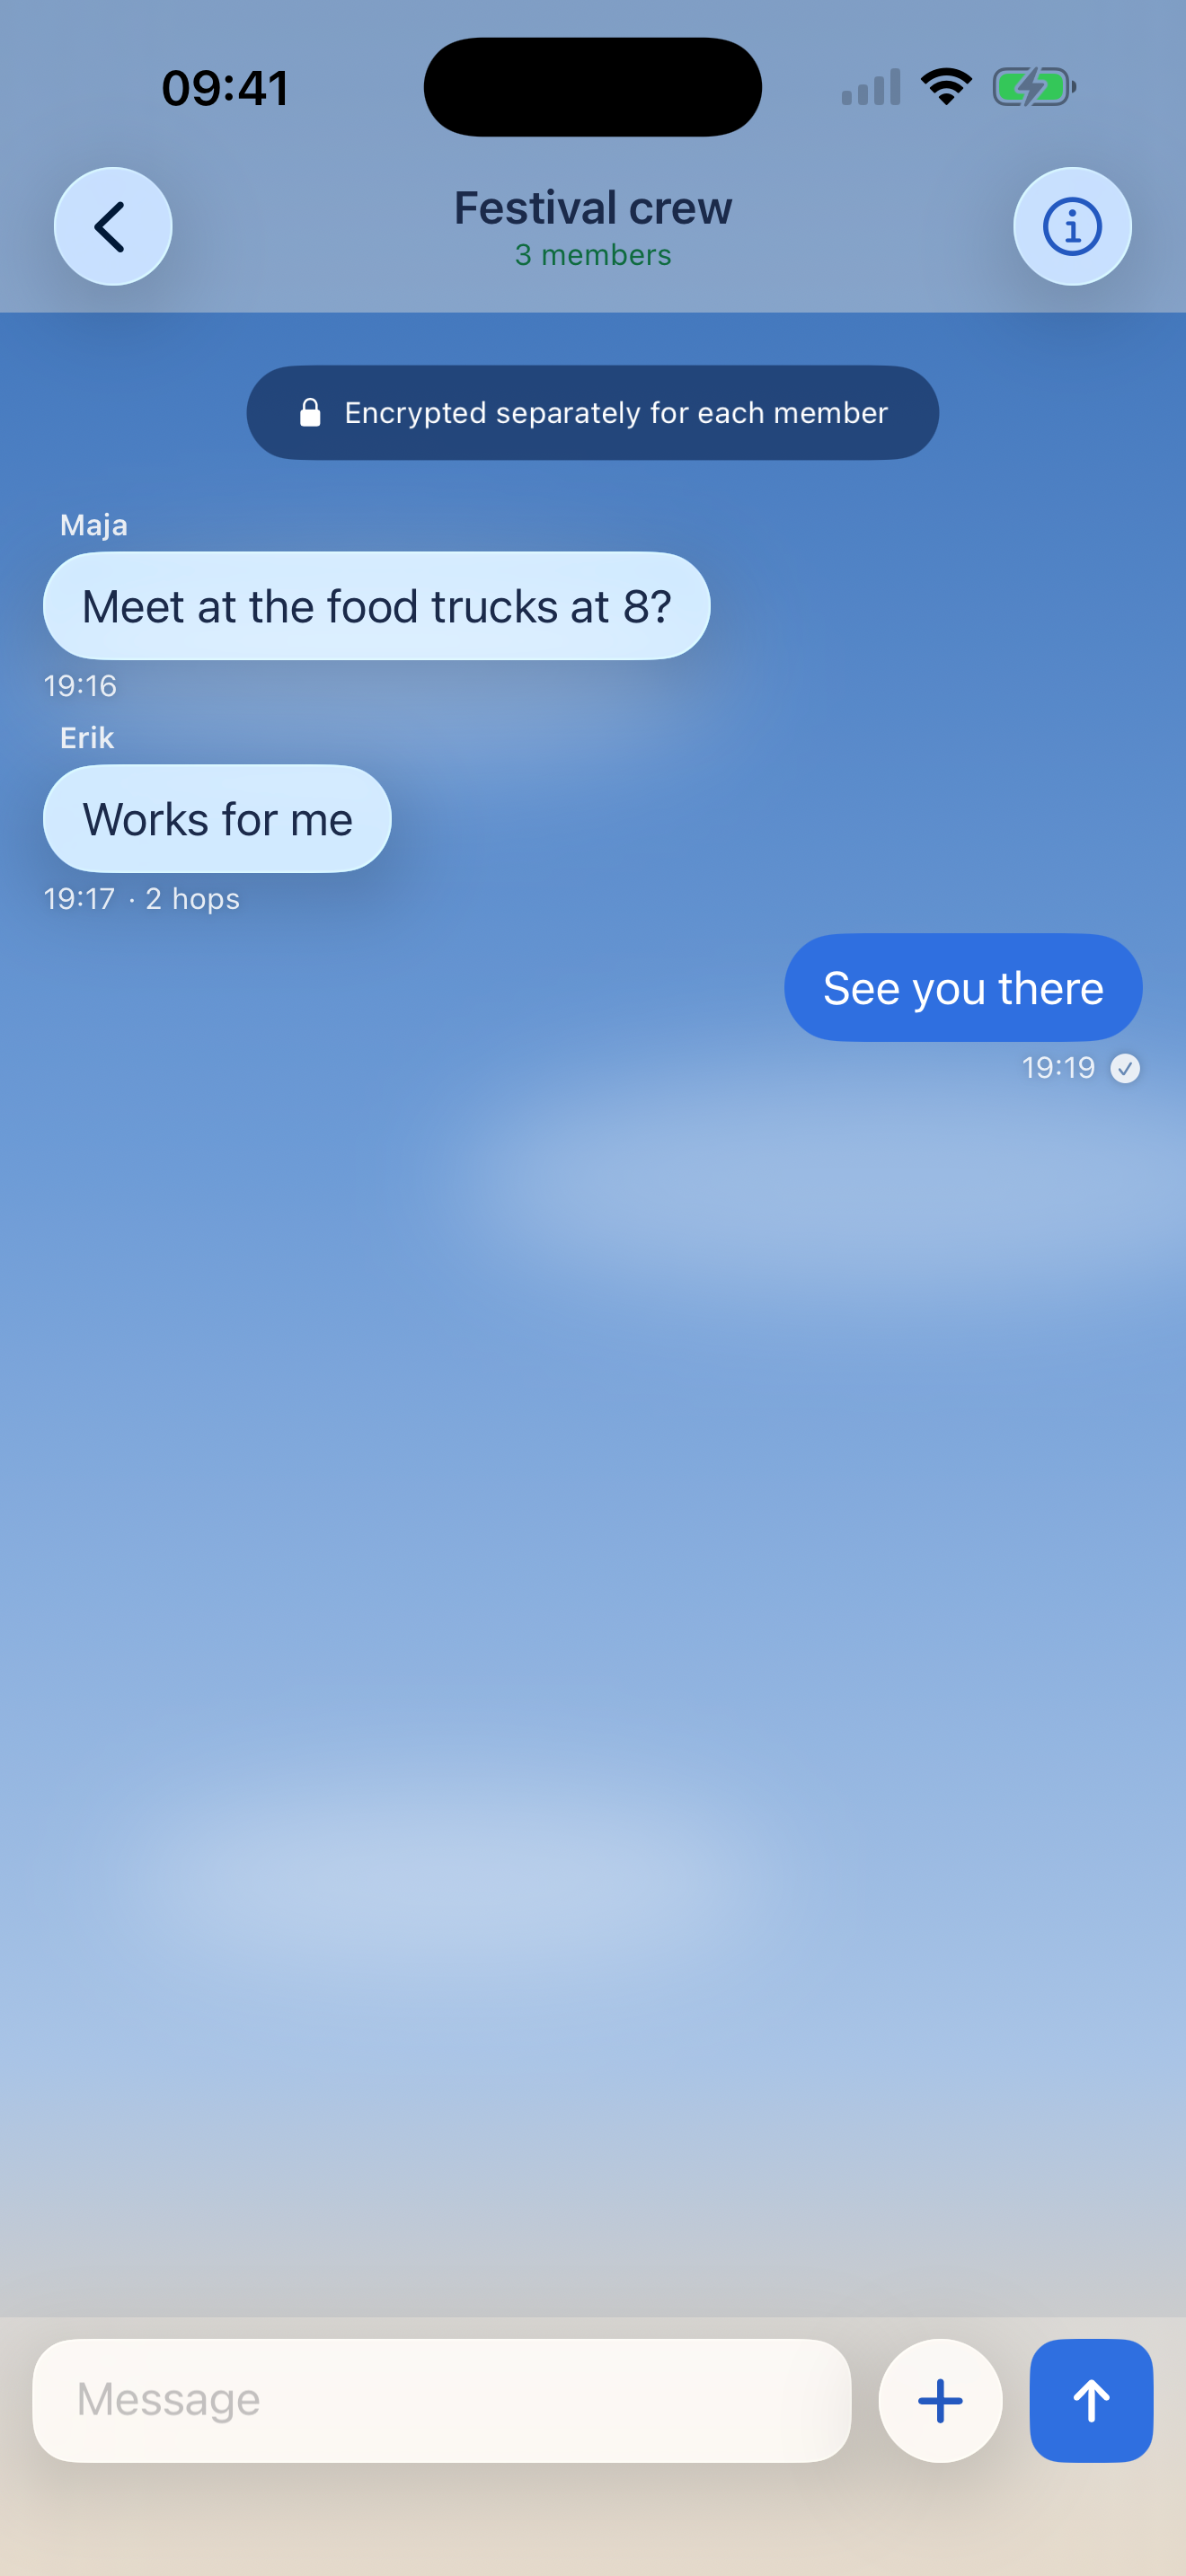 09:41
Festival crew
3 members
Encrypted separately for each member
Maja
Meet at the food trucks at 8?
19:16
Erik
Works for me
19:17 · 2 hops
See you there
19:19
Message